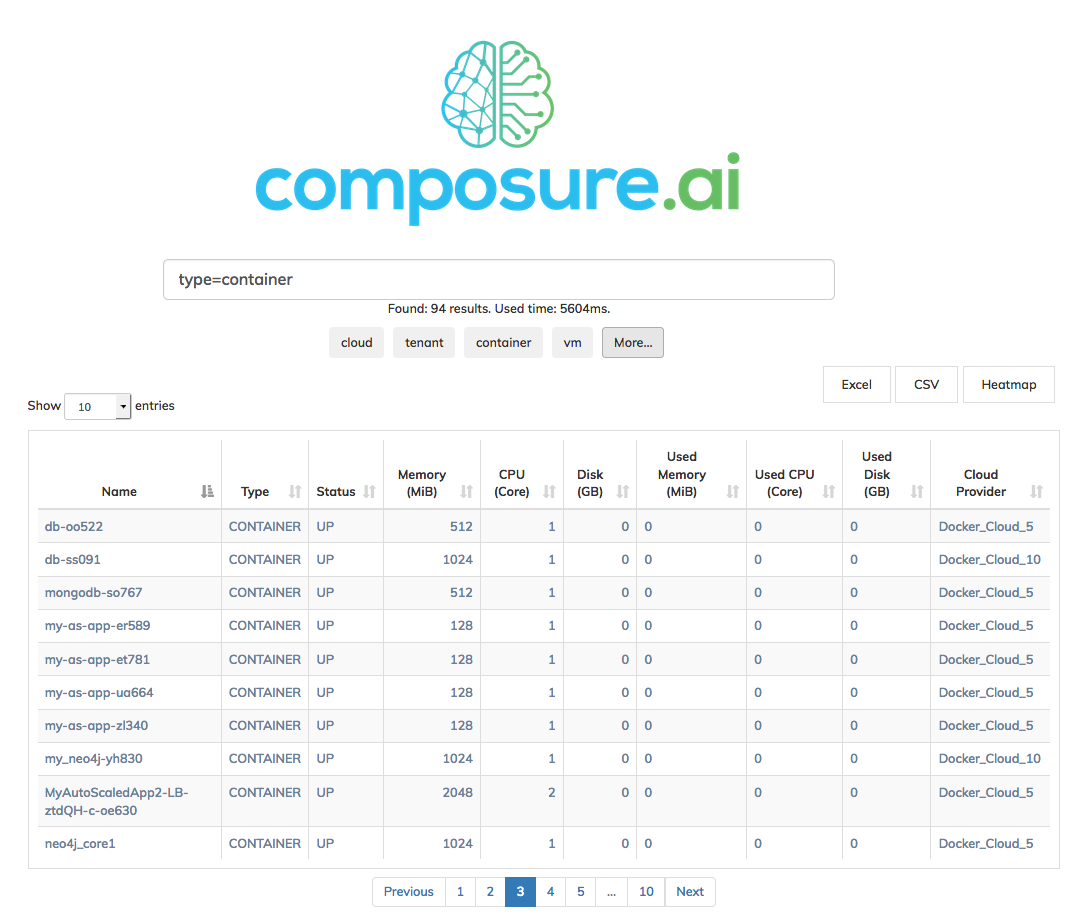 composure.ai
type=container
Found: 94 results. Used time: 5604ms.
cloud tenant container vm More...
Excel CSV Heatmap
Show 10 entries
Name Type Status Memory (MiB) CPU (Core) Disk (GB) Used Memory (MiB) Used CPU (Core) Used Disk (GB) Cloud Provider
db-oo522 CONTAINER UP 512 1 0 0 0 0 Docker_Cloud_5
db-ss091 CONTAINER UP 1024 1 0 0 0 0 Docker_Cloud_10
mongodb-so767 CONTAINER UP 512 1 0 0 0 0 Docker_Cloud_5
my-as-app-er589 CONTAINER UP 128 1 0 0 0 0 Docker_Cloud_5
my-as-app-et781 CONTAINER UP 128 1 0 0 0 0 Docker_Cloud_5
my-as-app-ua664 CONTAINER UP 128 1 0 0 0 0 Docker_Cloud_5
my-as-app-zl340 CONTAINER UP 128 1 0 0 0 0 Docker_Cloud_5
my_neo4j-yh830 CONTAINER UP 1024 1 0 0 0 0 Docker_Cloud_10
MyAutoScaledApp2-LB- CONTAINER UP 2048 2 0 0 0 0 Docker_Cloud_5
ztdQH-c-oe630
neo4j_core1 CONTAINER UP 1024 1 0 0 0 0 Docker_Cloud_5
Previous 1 2 3 4 5 ... 10 Next